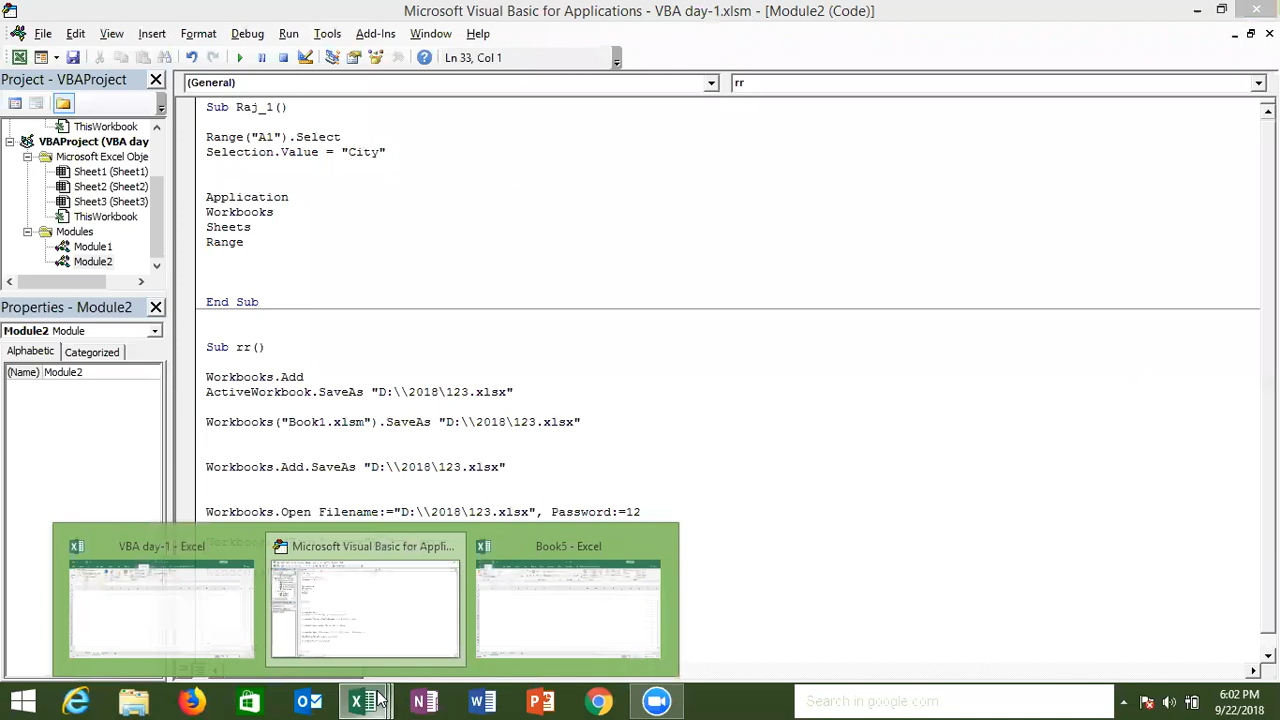 Microsoft Visual Basic for Applications - VBA day-1.xlsm - [Module2 (Code)]
File Edit View Insert Format Debug Run Tools Add-Ins Window Help
Ln 33, Col 1
Project - VBAProject
(General)
rr
ThisWorkbook
VBAProject (VBA day
Microsoft Excel Obje
Sheet1 (Sheet1)
Sheet2 (Sheet2)
Sheet3 (Sheet3)
ThisWorkbook
Modules
Module1
Module2
Properties - Module2
Module2 Module
Alphabetic Categorized
(Name) Module2
Sub Raj_1()
Range("A1").Select
Selection.Value = "City"
Application
Workbooks
Sheets
Range
End Sub
Sub rr()
Workbooks.Add
ActiveWorkbook.SaveAs "D:\\2018\123.xlsx"
Workbooks("Book1.xlsm").SaveAs "D:\\2018\123.xlsx"
Workbooks.Add.SaveAs "D:\\2018\123.xlsx"
Workbooks.Open Filename:="D:\\2018\123.xlsx", Password:=12
VBA day-1 - Excel
Microsoft Visual Basic for Appli...
Book5 - Excel
Search in google.com
6:02 PM
9/22/2018